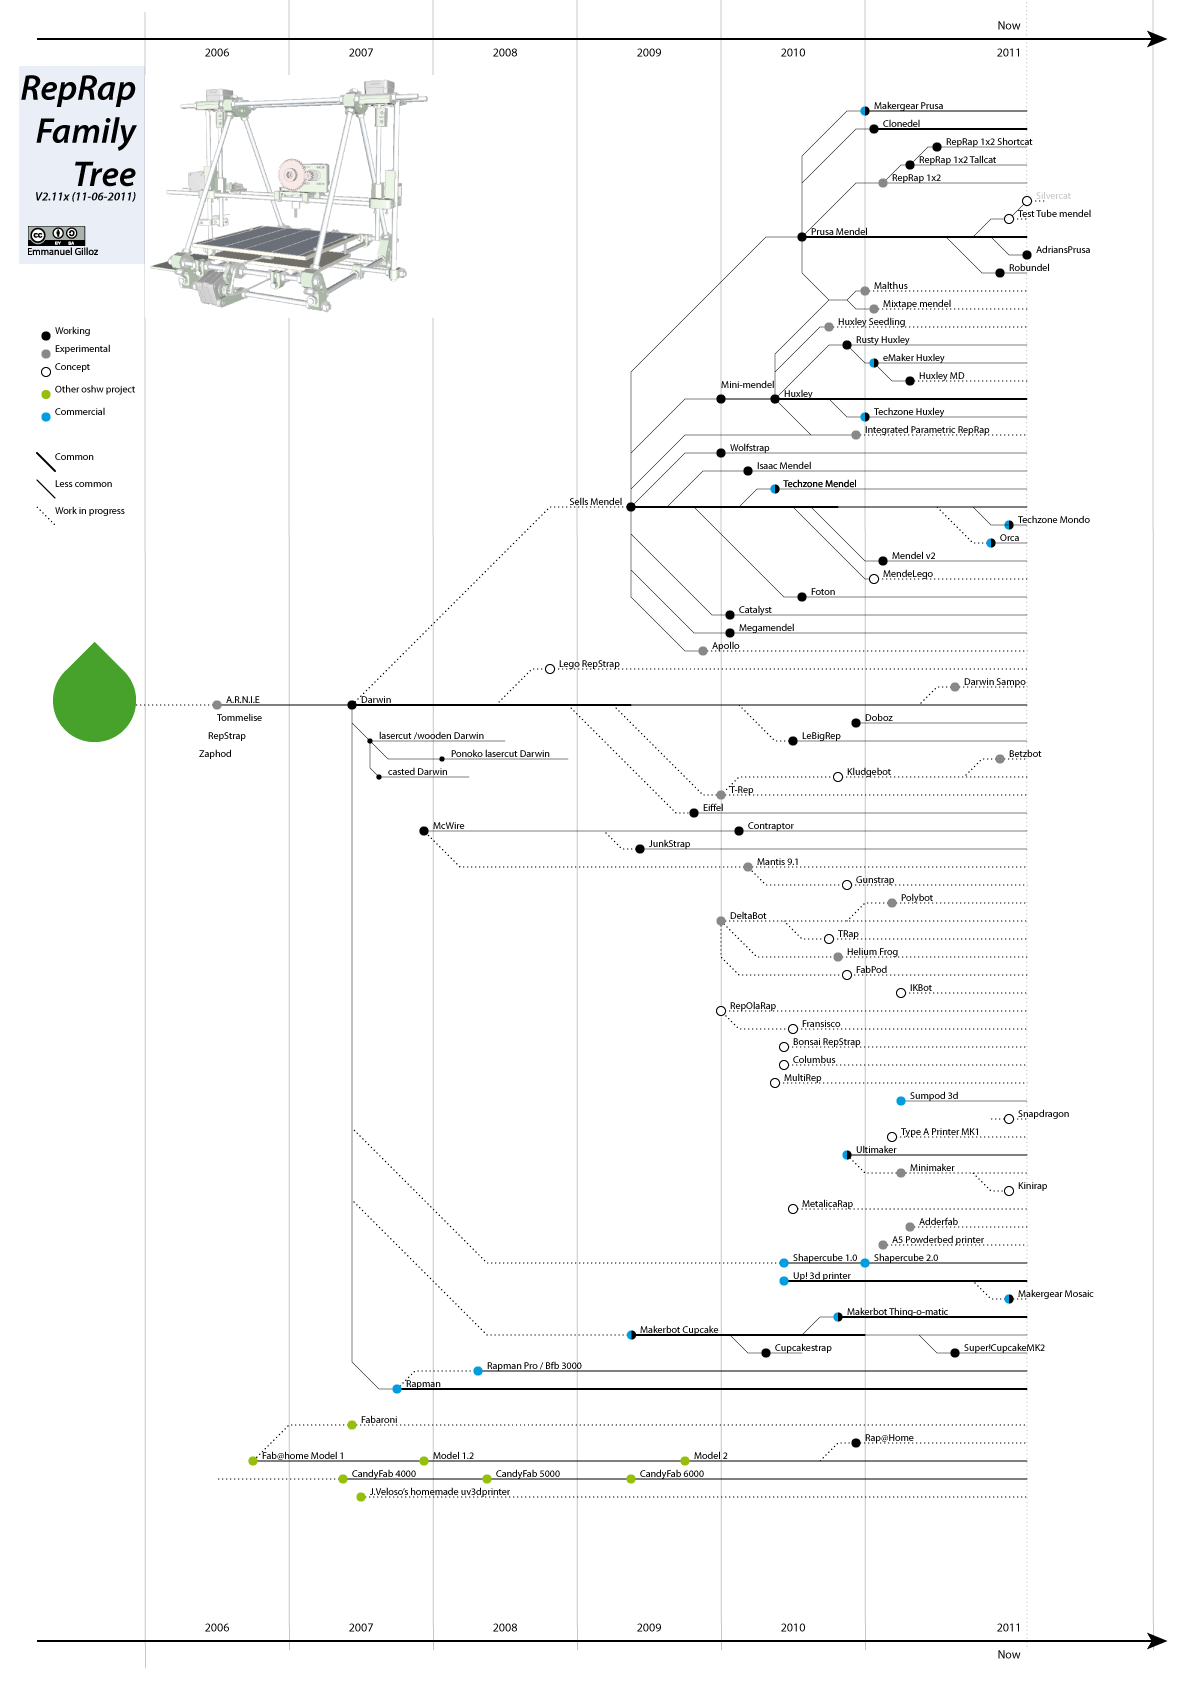 Now
2006 2007 2008 2009 2010 2011
RepRap
Family
Tree
V2.11x (11-06-2011)
cc BY SA
Emmanuel Gilloz
Working
Experimental
Concept
Other oshw project
Commercial
Common
Less common
Work in progress
Makergear Prusa
Clonedel
RepRap 1x2 Shortcat
RepRap 1x2 Tallcat
RepRap 1x2
Silvercat
Test Tube mendel
Prusa Mendel
AdriansPrusa
Robundel
Malthus
Mixtape mendel
Huxley Seedling
Rusty Huxley
eMaker Huxley
Huxley MD
Mini-mendel
Huxley
Techzone Huxley
Integrated Parametric RepRap
Wolfstrap
Isaac Mendel
Techzone Mendel
Sells Mendel
Techzone Mondo
Orca
Mendel v2
MendeLego
Foton
Catalyst
Megamendel
Apollo
Lego RepStrap
Darwin Sampo
A.R.N.I.E
Darwin
Tommelise
Doboz
RepStrap
lasercut /wooden Darwin
LeBigRep
Zaphod
Ponoko lasercut Darwin
Betzbot
casted Darwin
Kludgebot
T-Rep
Eiffel
McWire
Contraptor
JunkStrap
Mantis 9.1
Gunstrap
Polybot
DeltaBot
TRap
Helium Frog
FabPod
IKBot
RepOlaRap
Fransisco
Bonsai RepStrap
Columbus
MultiRep
Sumpod 3d
Snapdragon
Type A Printer MK1
Ultimaker
Minimaker
Kinirap
MetalicaRap
Adderfab
A5 Powderbed printer
Shapercube 1.0
Shapercube 2.0
Up! 3d printer
Makergear Mosaic
Makerbot Thing-o-matic
Makerbot Cupcake
Cupcakestrap
Super!CupcakeMK2
Rapman Pro / Bfb 3000
Rapman
Fabaroni
Rap@Home
Fab@home Model 1
Model 1.2
Model 2
CandyFab 4000
CandyFab 5000
CandyFab 6000
J.Veloso's homemade uv3dprinter
2006 2007 2008 2009 2010 2011
Now